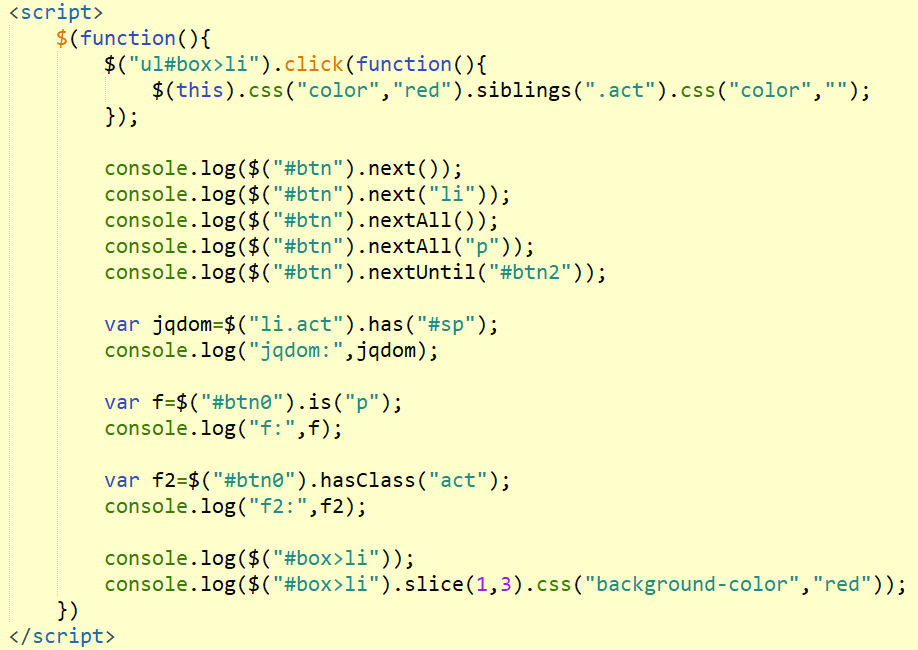 <script>
    $(function(){
        $("ul#box>li").click(function(){
            $(this).css("color","red").siblings(".act").css("color","");
        });

        console.log($("#btn").next());
        console.log($("#btn").next("li"));
        console.log($("#btn").nextAll());
        console.log($("#btn").nextAll("p"));
        console.log($("#btn").nextUntil("#btn2"));

        var jqdom=$("li.act").has("#sp");
        console.log("jqdom:",jqdom);

        var f=$("#btn0").is("p");
        console.log("f:",f);

        var f2=$("#btn0").hasClass("act");
        console.log("f2:",f2);

        console.log($("#box>li"));
        console.log($("#box>li").slice(1,3).css("background-color","red"));
    })
</script>